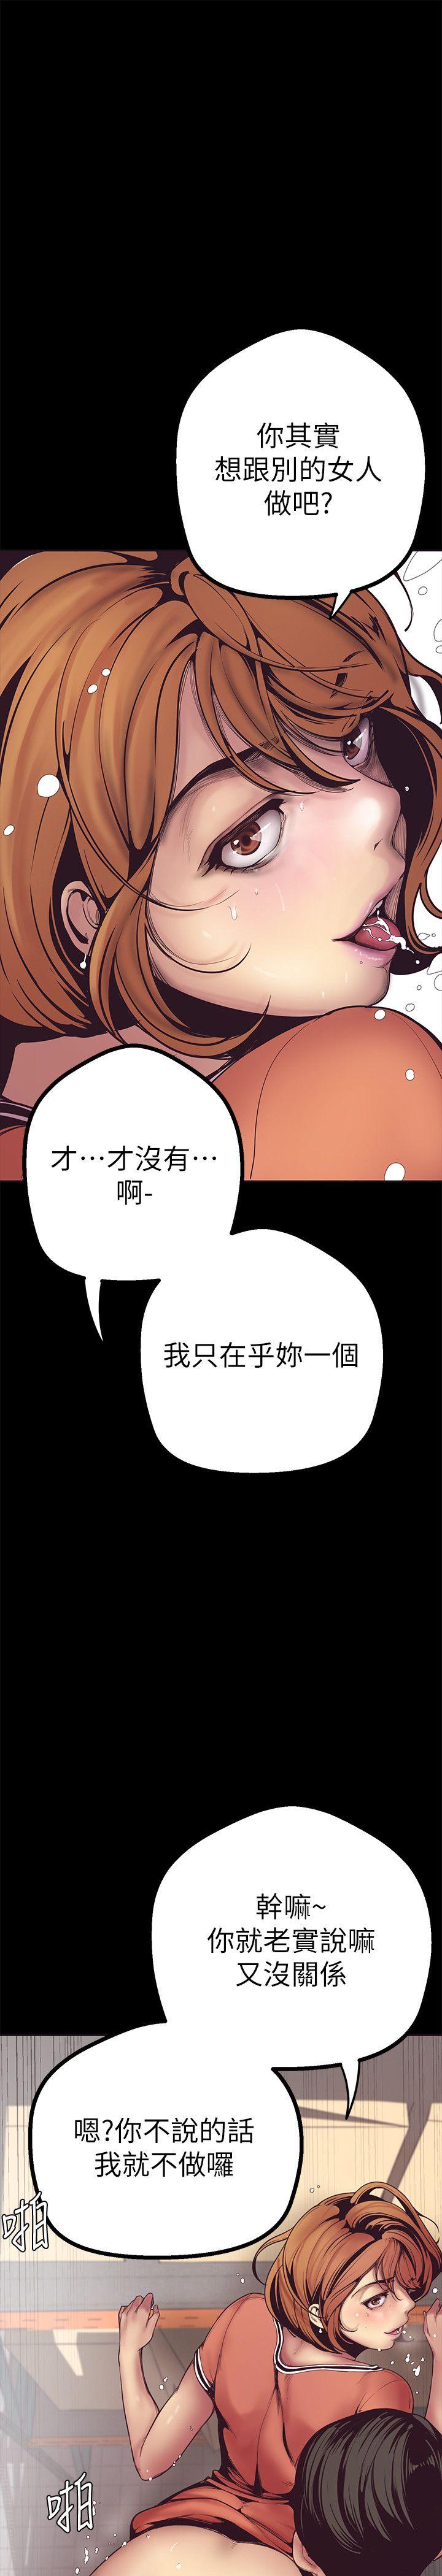 你其實
想跟別的女人
做吧?
才⋯才沒有⋯
啊-
我只在乎妳一個
幹嘛~
你就老實說嘛
又沒關係
嗯?你不說的話
我就不做囉
啪
啪